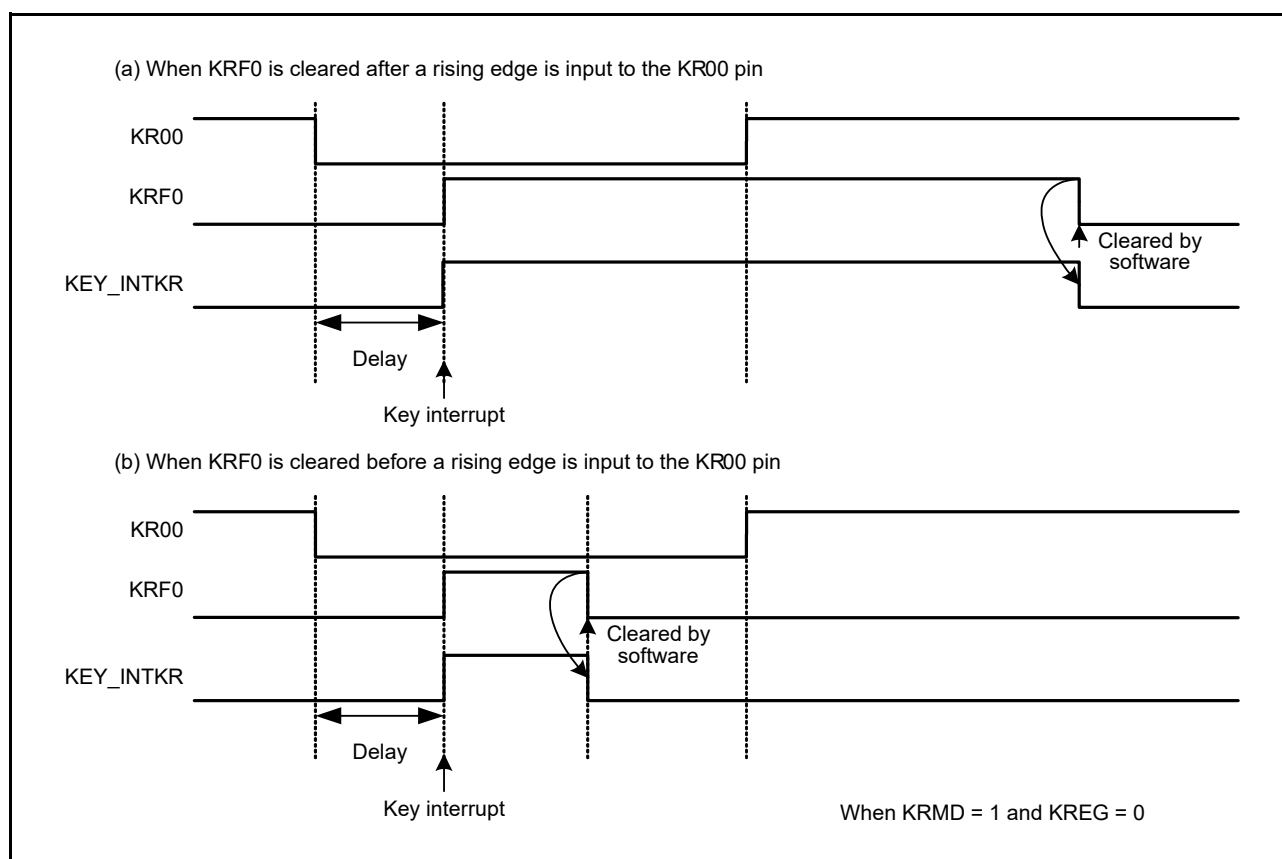 (a) When KRF0 is cleared after a rising edge is input to the KR00 pin
KR00
KRF0
Cleared by
software
KEY_INTKR
Delay
Key interrupt
(b) When KRF0 is cleared before a rising edge is input to the KR00 pin
KR00
KRF0
Cleared by
software
KEY_INTKR
Delay
Key interrupt
When KRMD = 1 and KREG = 0